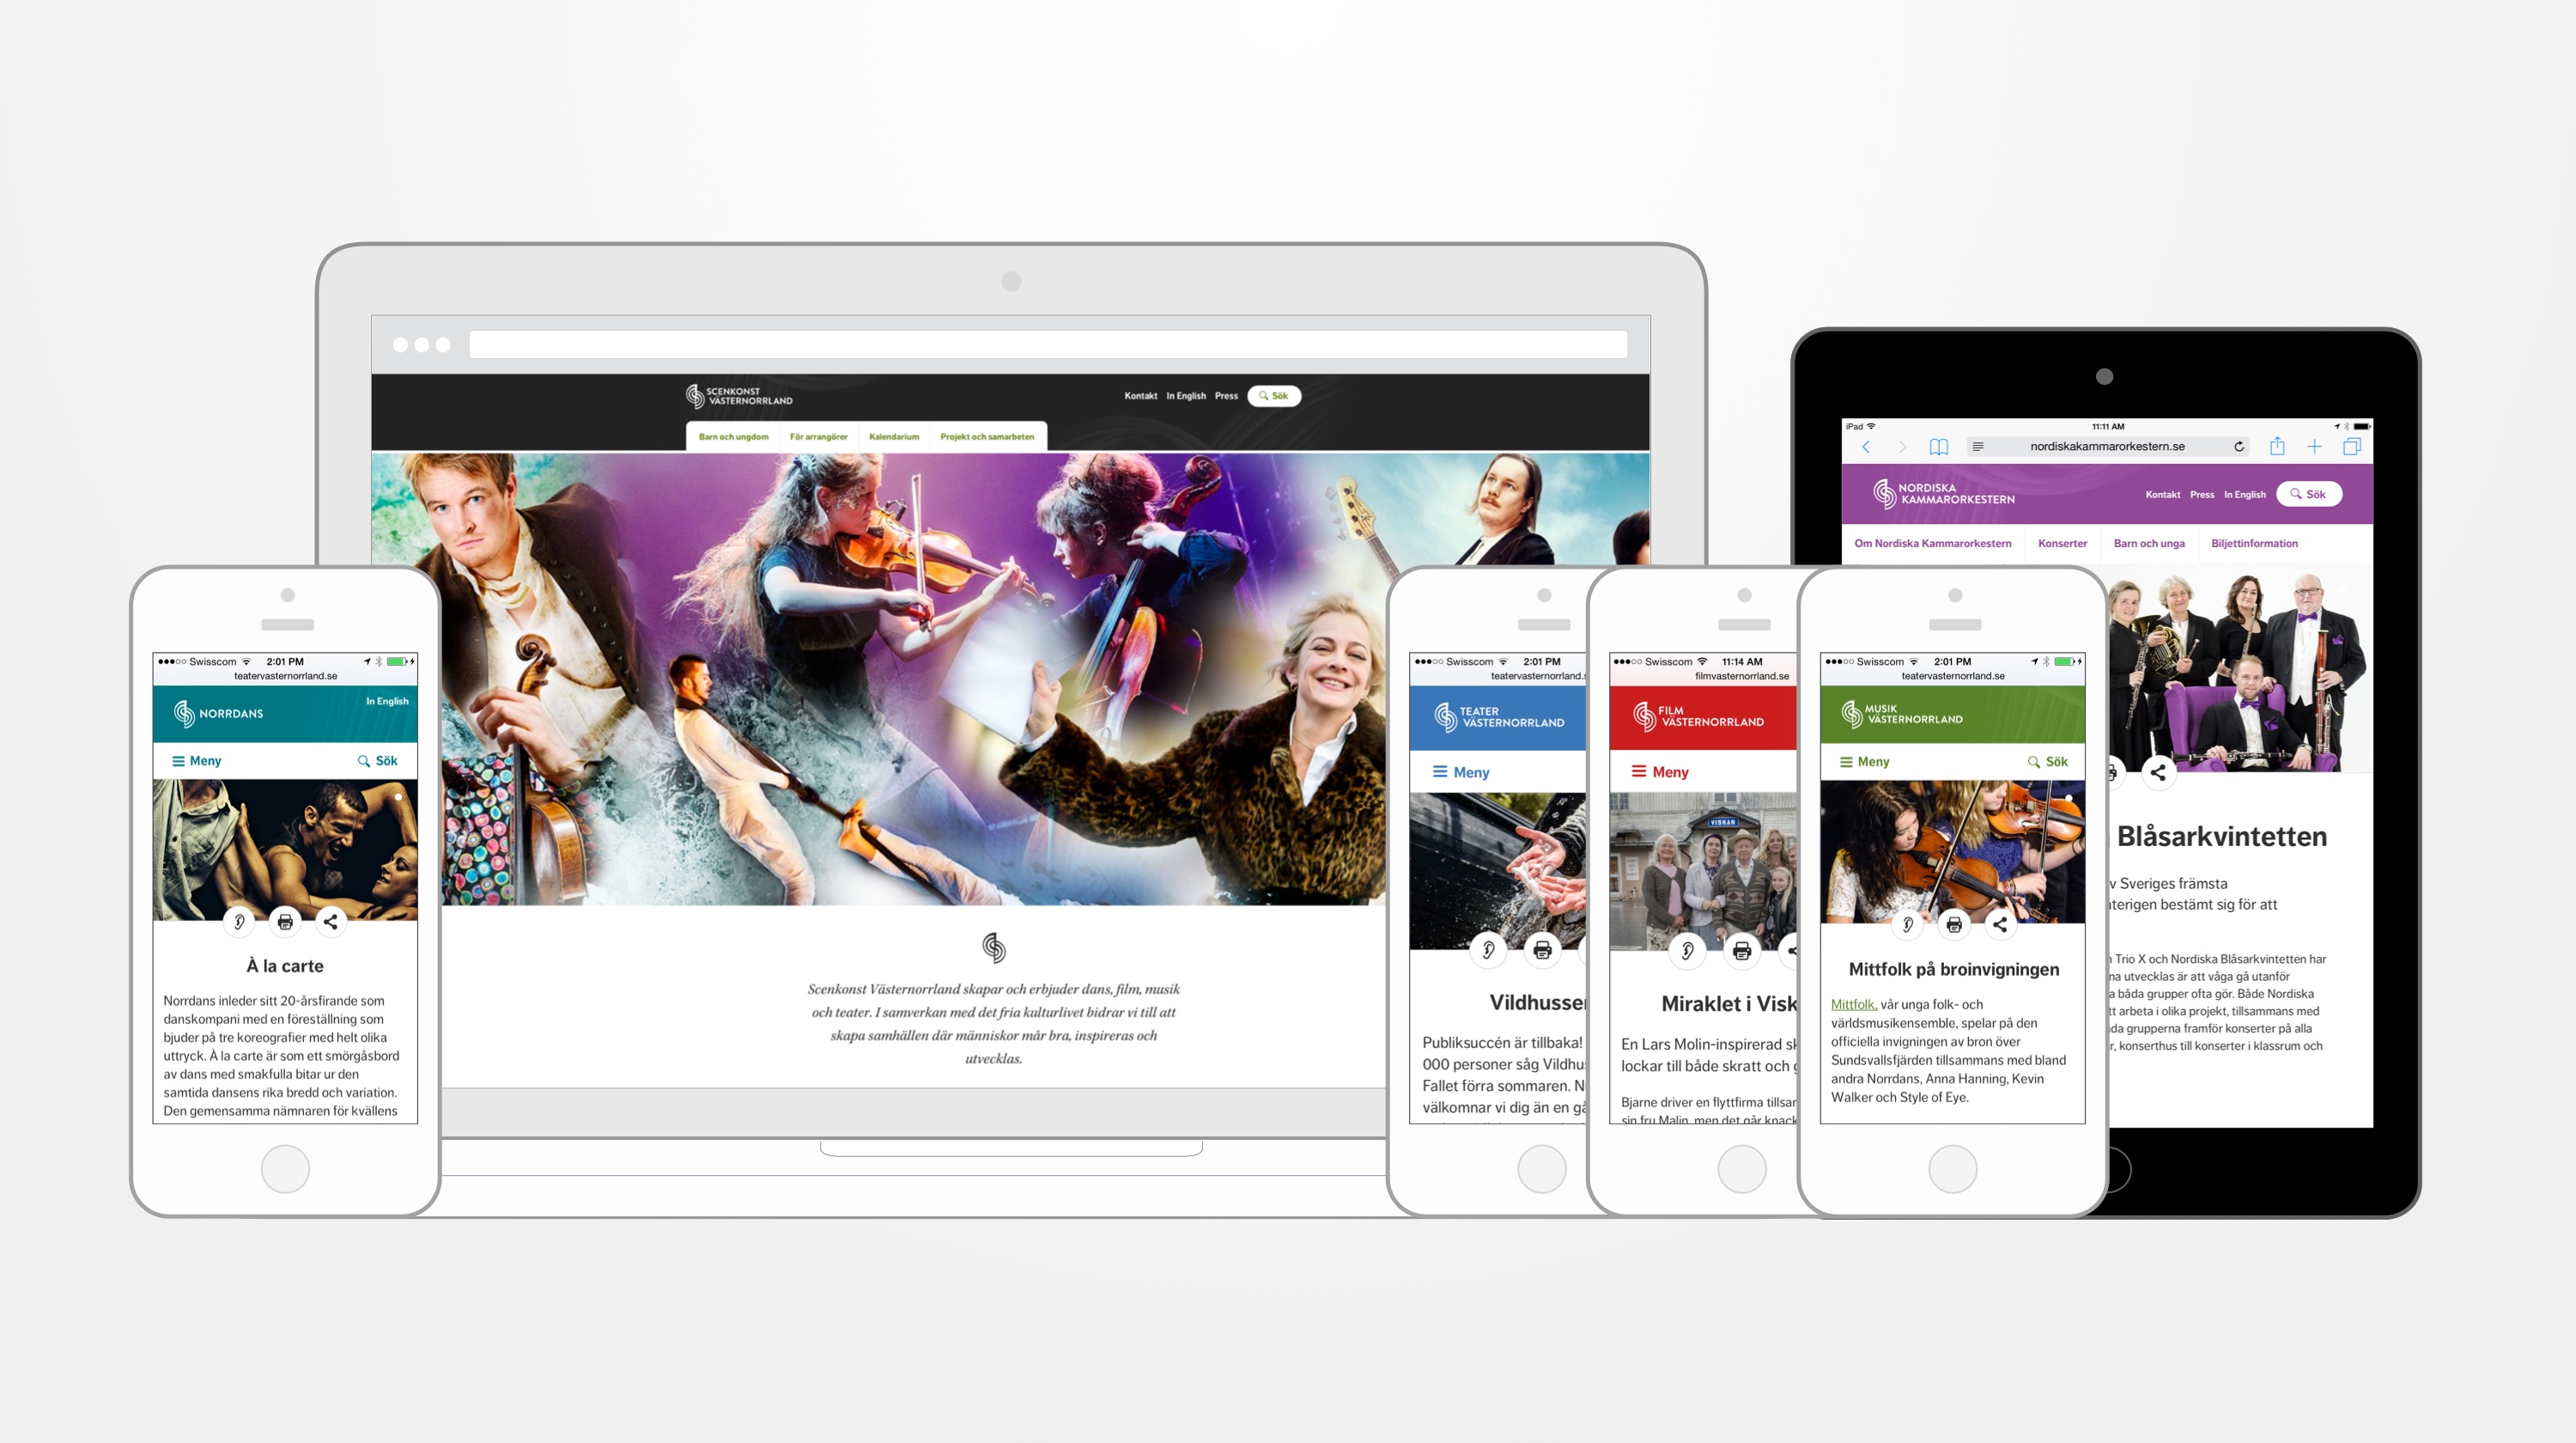 SCENKONST
VÄSTERNORRLAND
Kontakt In English Press Sök
Barn och ungdom För arrangörer Kalendarium Projekt och samarbeten
Scenkonst Västernorrland skapar och erbjuder dans, film, musik
och teater. I samverkan med det fria kulturlivet bidrar vi till att
skapa samhällen där människor mår bra, inspireras och
utvecklas.
Swisscom 2:01 PM
teatervasternorrland.se
In English
NORRDANS
Meny Sök
À la carte
Norrdans inleder sitt 20-årsfirande som
danskompani med en föreställning som
bjuder på tre koreografier med helt olika
uttryck. À la carte är som ett smörgåsbord
av dans med smakfulla bitar ur den
samtida dansens rika bredd och variation.
Den gemensamma nämnaren för kvällens
Swisscom 2:01 PM
teatervasternorrland.s
TEATER
VÄSTERNORRLAND
Meny
Vildhusse
Publiksuccén är tillbaka!
000 personer såg Vildhu
Fallet förra sommaren. N
välkomnar vi dig än en gå
Swisscom 11:14 AM
filmvasternorrland.se
FILM
VÄSTERNORRLAND
Meny
VISKAN
Miraklet i Visk
En Lars Molin-inspirerad sk
lockar till både skratt och g
Bjarne driver en flyttfirma tillsar
sin fru Malin, men det går knack
Swisscom 2:01 PM
teatervasternorrland.se
MUSIK
VÄSTERNORRLAND
Meny Sök
Mittfolk på broinvigningen
Mittfolk, vår unga folk- och
världsmusikensemble, spelar på den
officiella invigningen av bron över
Sundsvallsfjärden tillsammans med bland
andra Norrdans, Anna Hanning, Kevin
Walker och Style of Eye.
iPad 11:11 AM
nordiskakammarorkestern.se
NORDISKA
KAMMARORKESTERN
Kontakt Press In English Sök
Om Nordiska Kammarorkestern Konserter Barn och unga Biljettinformation
Blåsarkvintetten
v Sveriges främsta
terigen bestämt sig för att
Trio X och Nordiska Blåsarkvintetten har
na utvecklas är att våga gå utanför
a båda grupper ofta gör. Både Nordiska
tt arbeta i olika projekt, tillsammans med
da grupperna framför konserter på alla
r, konserthus till konserter i klassrum och